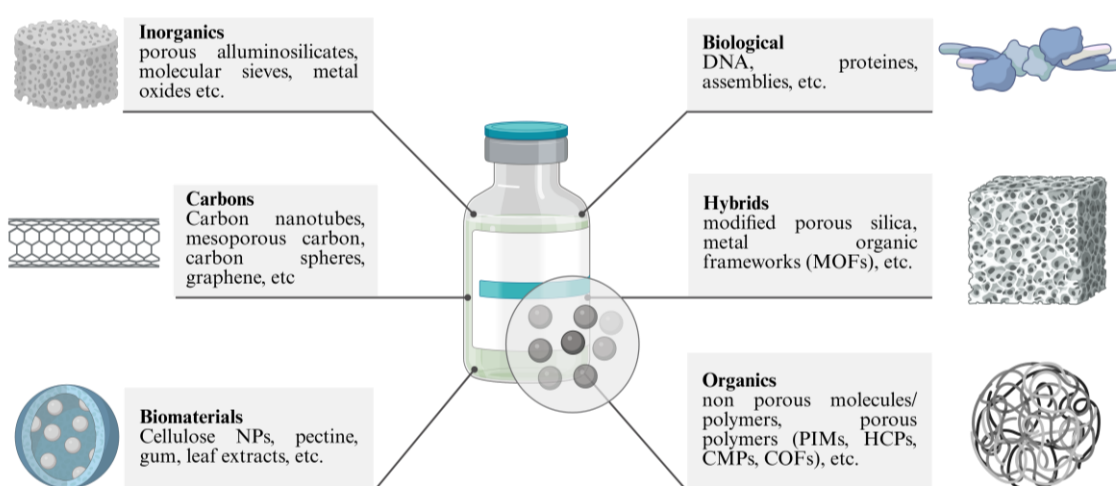 Inorganics
porous alluminosilicates,
molecular sieves, metal
oxides etc.
Carbons
Carbon nanotubes,
mesoporous carbon,
carbon spheres,
graphene, etc
Biomaterials
Cellulose NPs, pectine,
gum, leaf extracts, etc.
Biological
DNA, proteines,
assemblies, etc.
Hybrids
modified porous silica,
metal organic
frameworks (MOFs), etc.
Organics
non porous molecules/
polymers, porous
polymers (PIMs, HCPs,
CMPs, COFs), etc.